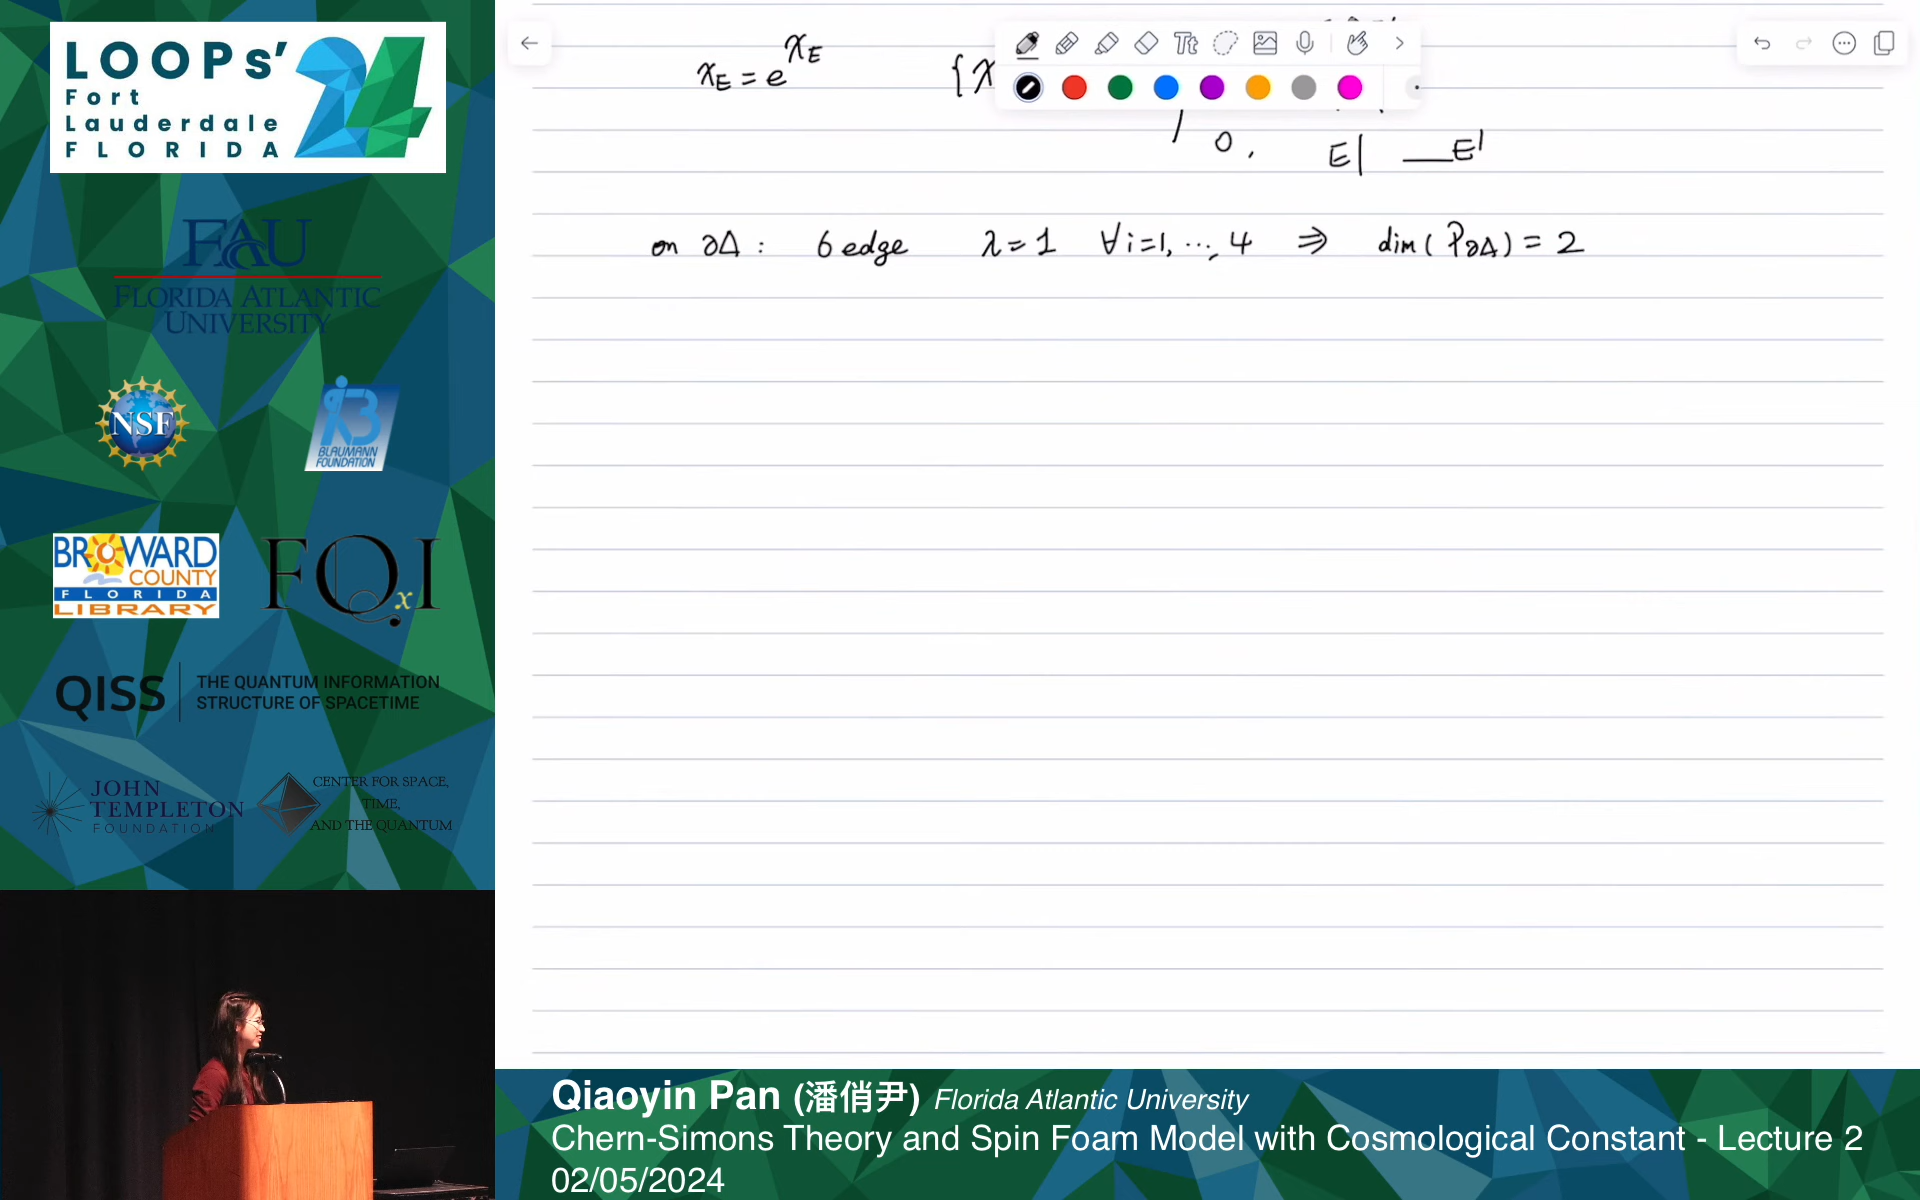 LOOPs' 24
Fort
Lauderdale
FLORIDA
FAU
FLORIDA ATLANTIC
UNIVERSITY
NSF
BLAUMANN
FOUNDATION
BROWARD
COUNTY
FLORIDA
LIBRARY
FQxI
QISS
THE QUANTUM INFORMATION
STRUCTURE OF SPACETIME
JOHN
TEMPLETON
FOUNDATION
CENTER FOR SPACE,
TIME,
AND THE QUANTUM
Tt
x_E = e^{χ_E}
{χ
0, E| __E'
on ∂Δ : 6 edge λ = 1 ∀i=1, ..., 4 ⇒ dim( P_∂Δ) = 2
Qiaoyin Pan (潘俏尹) Florida Atlantic University
Chern-Simons Theory and Spin Foam Model with Cosmological Constant - Lecture 2
02/05/2024